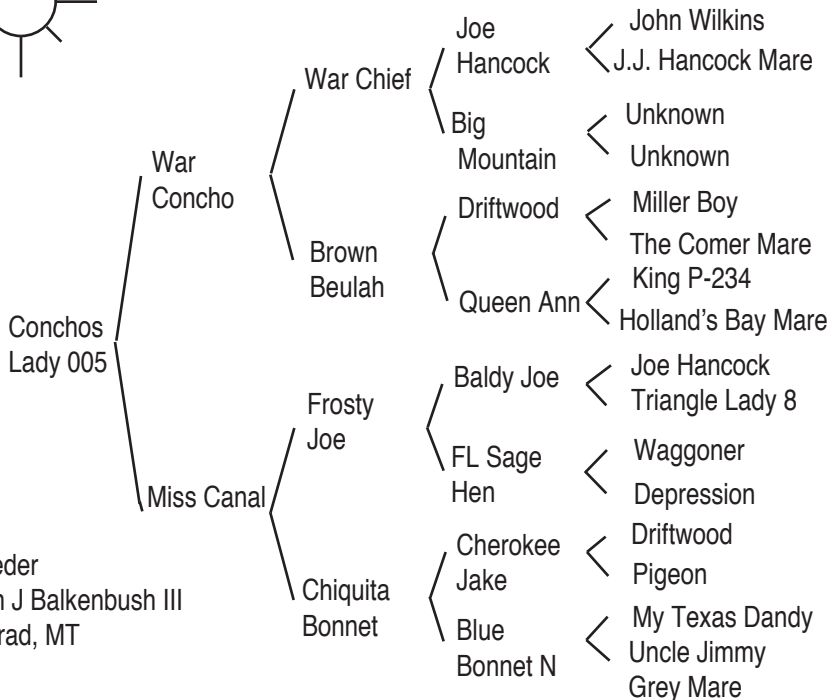 Joe
Hancock
John Wilkins
J.J. Hancock Mare
War Chief
Big
Mountain
Unknown
Unknown
War
Concho
Driftwood
Miller Boy
The Comer Mare
Brown
Beulah
Queen Ann
King P-234
Holland's Bay Mare
Conchos
Lady 005
Frosty
Joe
Baldy Joe
Joe Hancock
Triangle Lady 8
FL Sage
Hen
Waggoner
Depression
Miss Canal
Cherokee
Jake
Driftwood
Pigeon
Chiquita
Bonnet
Blue
Bonnet N
My Texas Dandy
Uncle Jimmy
Grey Mare
eder
J Balkenbush III
rad, MT